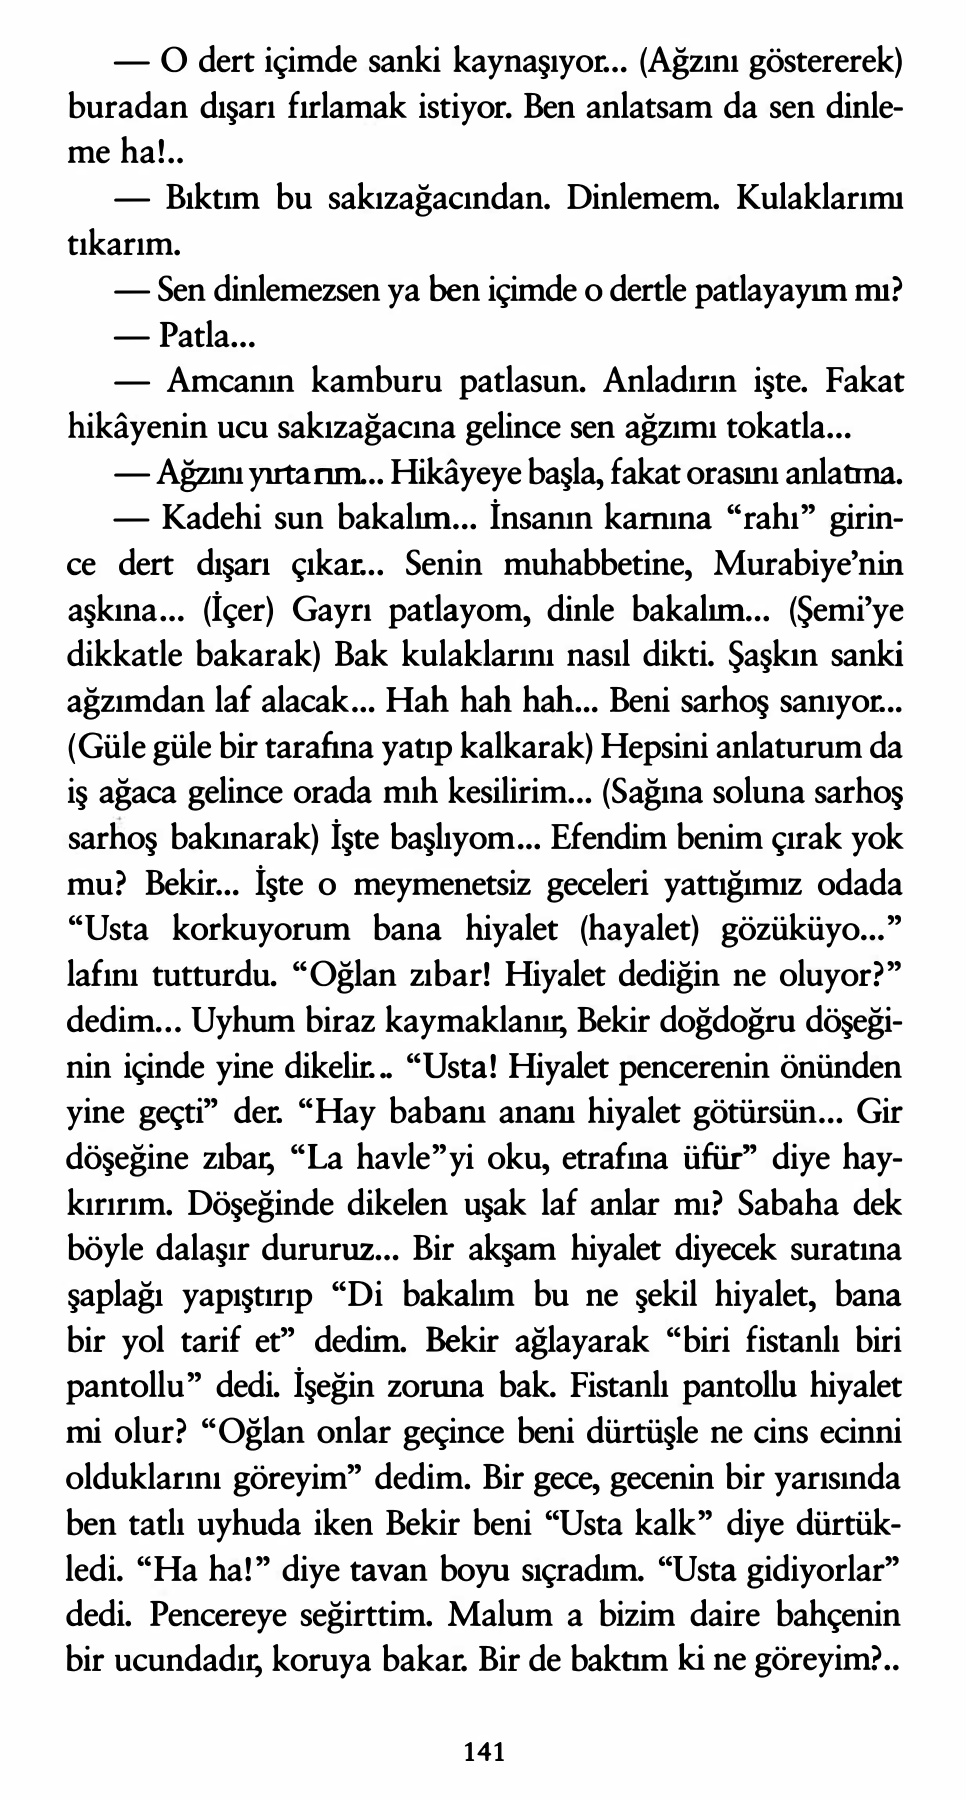 — O dert içimde sanki kaynaşıyor... (Ağzını göstererek)
buradan dışarı fırlamak istiyor. Ben anlatsam da sen dinle-
me ha!..
— Bıktım bu sakızağacından. Dinlemem. Kulaklarımı
tıkarım.
— Sen dinlemezsen ya ben içimde o dertle patlayayım mı?
— Patla...
— Amcanın kamburu patlasun. Anladırın işte. Fakat
hikâyenin ucu sakızağacına gelince sen ağzımı tokatla...
— Ağzını yırtarım... Hikâyeye başla, fakat orasını anlatma.
— Kadehi sun bakalım... İnsanın karnına “rahı” girin-
ce dert dışarı çıkar... Senin muhabbetine, Murabiye’nin
aşkına... (İçer) Gayrı patlayom, dinle bakalım... (Şemi’ye
dikkatle bakarak) Bak kulaklarını nasıl dikti. Şaşkın sanki
ağzımdan laf alacak... Hah hah hah... Beni sarhoş sanıyor...
(Güle güle bir tarafına yatıp kalkarak) Hepsini anlaturum da
iş ağaca gelince orada mıh kesilirim... (Sağına soluna sarhoş
sarhoş bakınarak) İşte başlıyom... Efendim benim çırak yok
mu? Bekir... İşte o meymenetsiz geceleri yattığımız odada
“Usta korkuyorum bana hiyalet (hayalet) gözüküyo...”
lafını tutturdu. “Oğlan zıbar! Hiyalet dediğin ne oluyor?”
dedim... Uyhum biraz kaymaklanır, Bekir doğdoğru döşeği-
nin içinde yine dikelir... “Usta! Hiyalet pencerenin önünden
yine geçti” der. “Hay babanı ananı hiyalet götürsün... Gir
döşeğine zıbar, “La havle”yi oku, etrafına üfür” diye hay-
kırırım. Döşeğinde dikelen uşak laf anlar mı? Sabaha dek
böyle dalaşır dururuz... Bir akşam hiyalet diyecek suratına
şaplağı yapıştırıp “Di bakalım bu ne şekil hiyalet, bana
bir yol tarif et” dedim. Bekir ağlayarak “biri fistanlı biri
pantollu” dedi. İşeğin zoruna bak. Fistanlı pantollu hiyalet
mi olur? “Oğlan onlar geçince beni dürtüşle ne cins ecinni
olduklarını göreyim” dedim. Bir gece, gecenin bir yarısında
ben tatlı uyhuda iken Bekir beni “Usta kalk” diye dürtük-
ledi. “Ha ha!” diye tavan boyu sıçradım. “Usta gidiyorlar”
dedi. Pencereye seğirttim. Malum a bizim daire bahçenin
bir ucundadır, koruya bakar. Bir de baktım ki ne göreyim?..
141